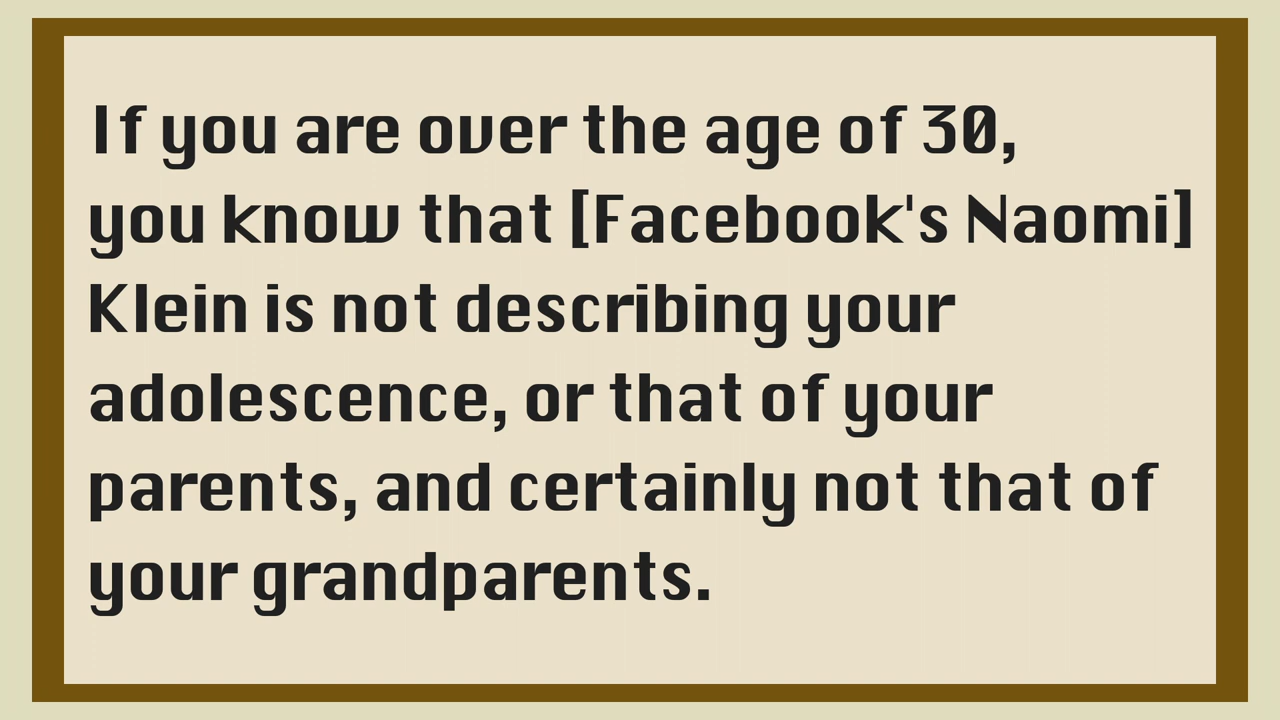 If you are over the age of 30,
you know that [Facebook's Naomi]
Klein is not describing your
adolescence, or that of your
parents, and certainly not that of
your grandparents.